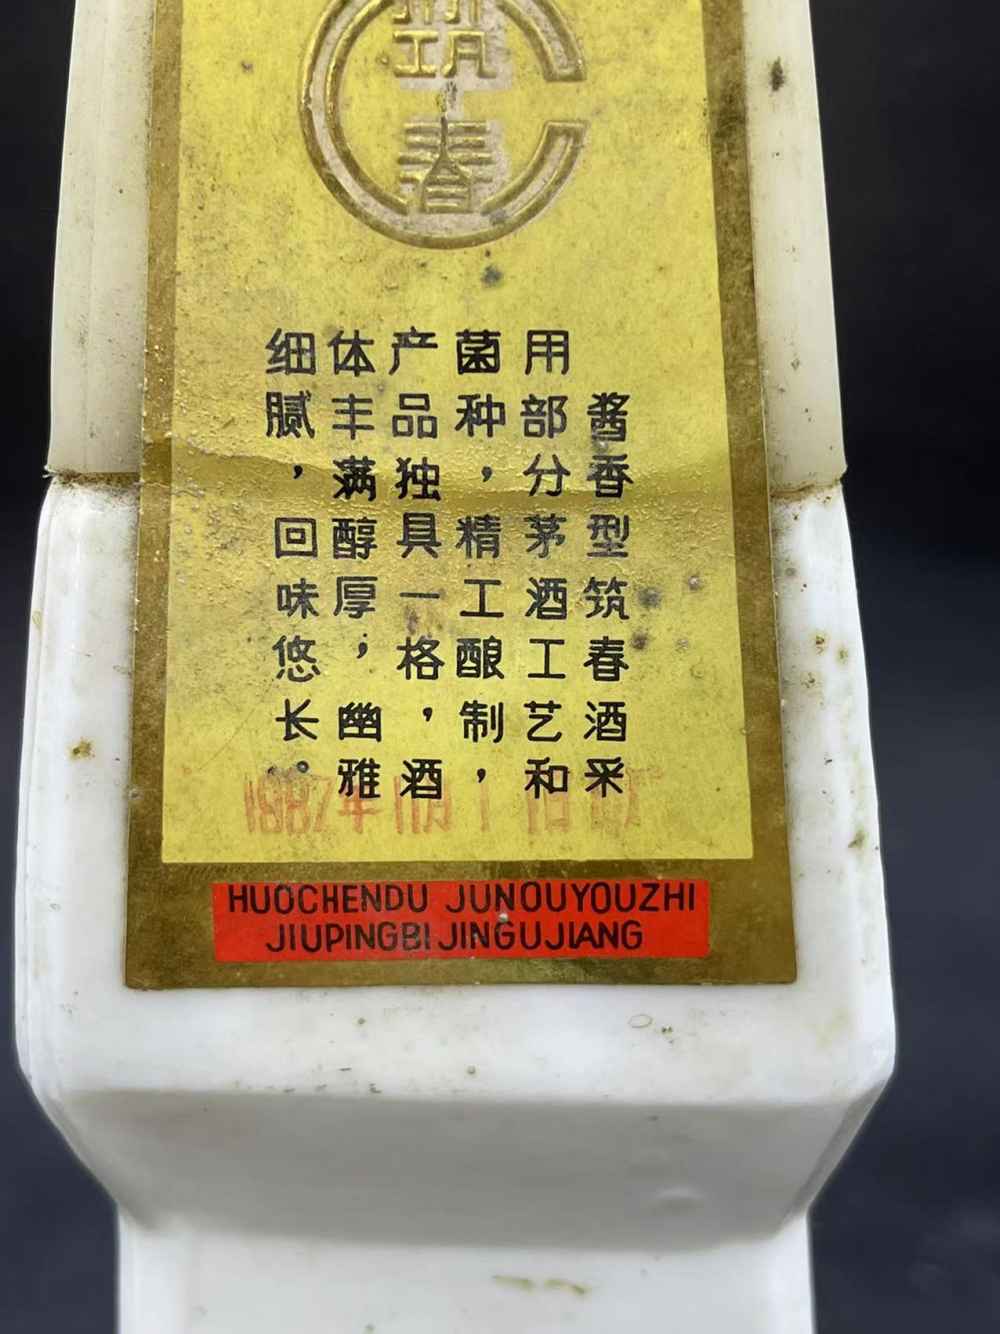 春
酱香型筑春酒采
用部分茅酒工艺和
菌种，精工酿制，
产品独具一格，酒
体丰满醇厚，幽雅
细腻，回味悠长。
HUOCHENDU JUNOUYOUZHI
JIUPINGBI JINGUJIANG